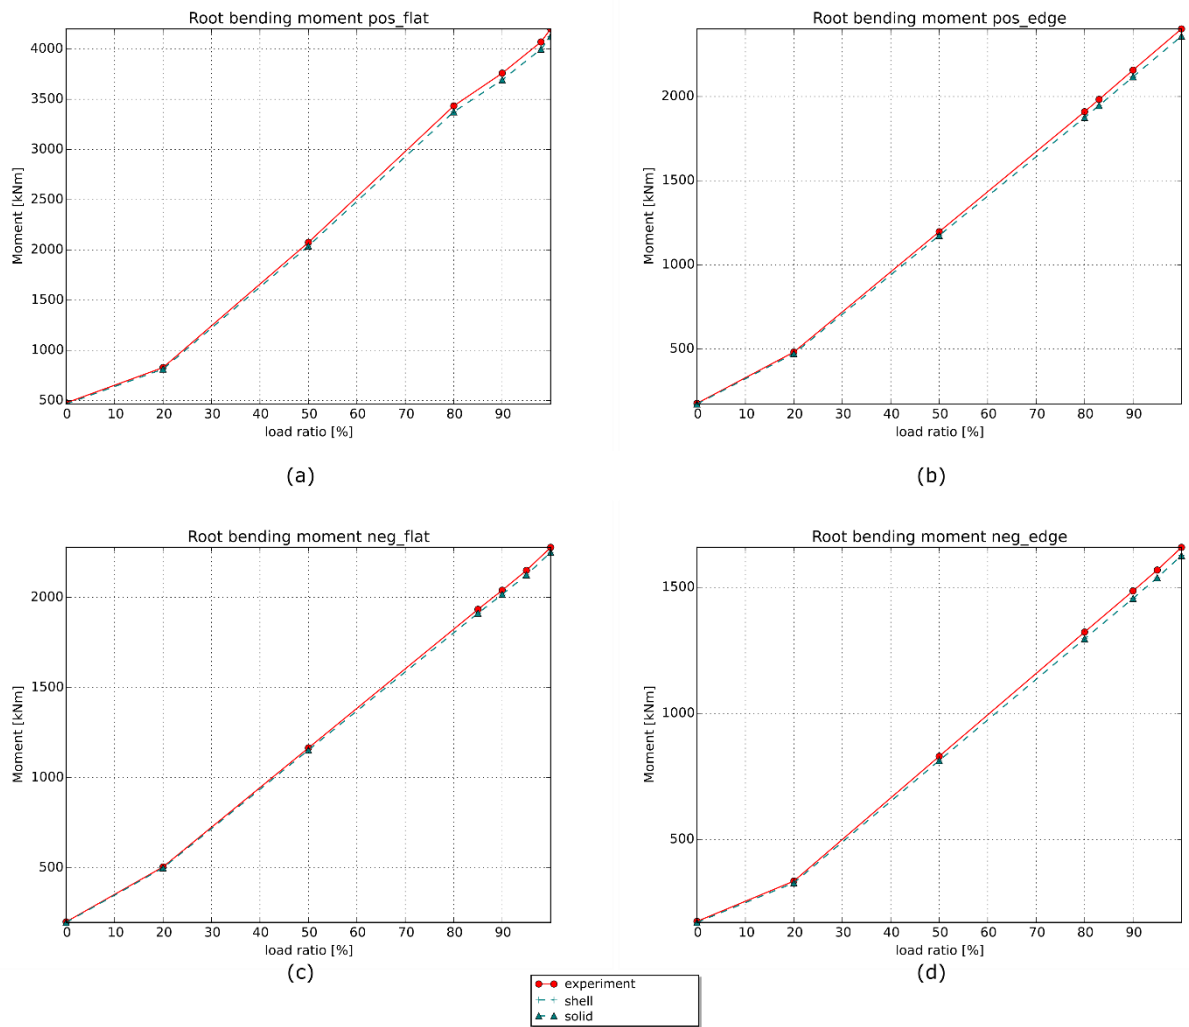 Root bending moment pos_flat
4000
3500
3000
2500
2000
1500
1000
500
Moment [kNm]
0 10 20 30 40 50 60 70 80 90
load ratio [%]
(a)
Root bending moment pos_edge
2000
1500
1000
500
Moment [kNm]
0 10 20 30 40 50 60 70 80 90
load ratio [%]
(b)
Root bending moment neg_flat
2000
1500
1000
500
Moment [kNm]
0 10 20 30 40 50 60 70 80 90
load ratio [%]
(c)
Root bending moment neg_edge
1500
1000
500
Moment [kNm]
0 10 20 30 40 50 60 70 80 90
load ratio [%]
(d)
experiment
shell
solid